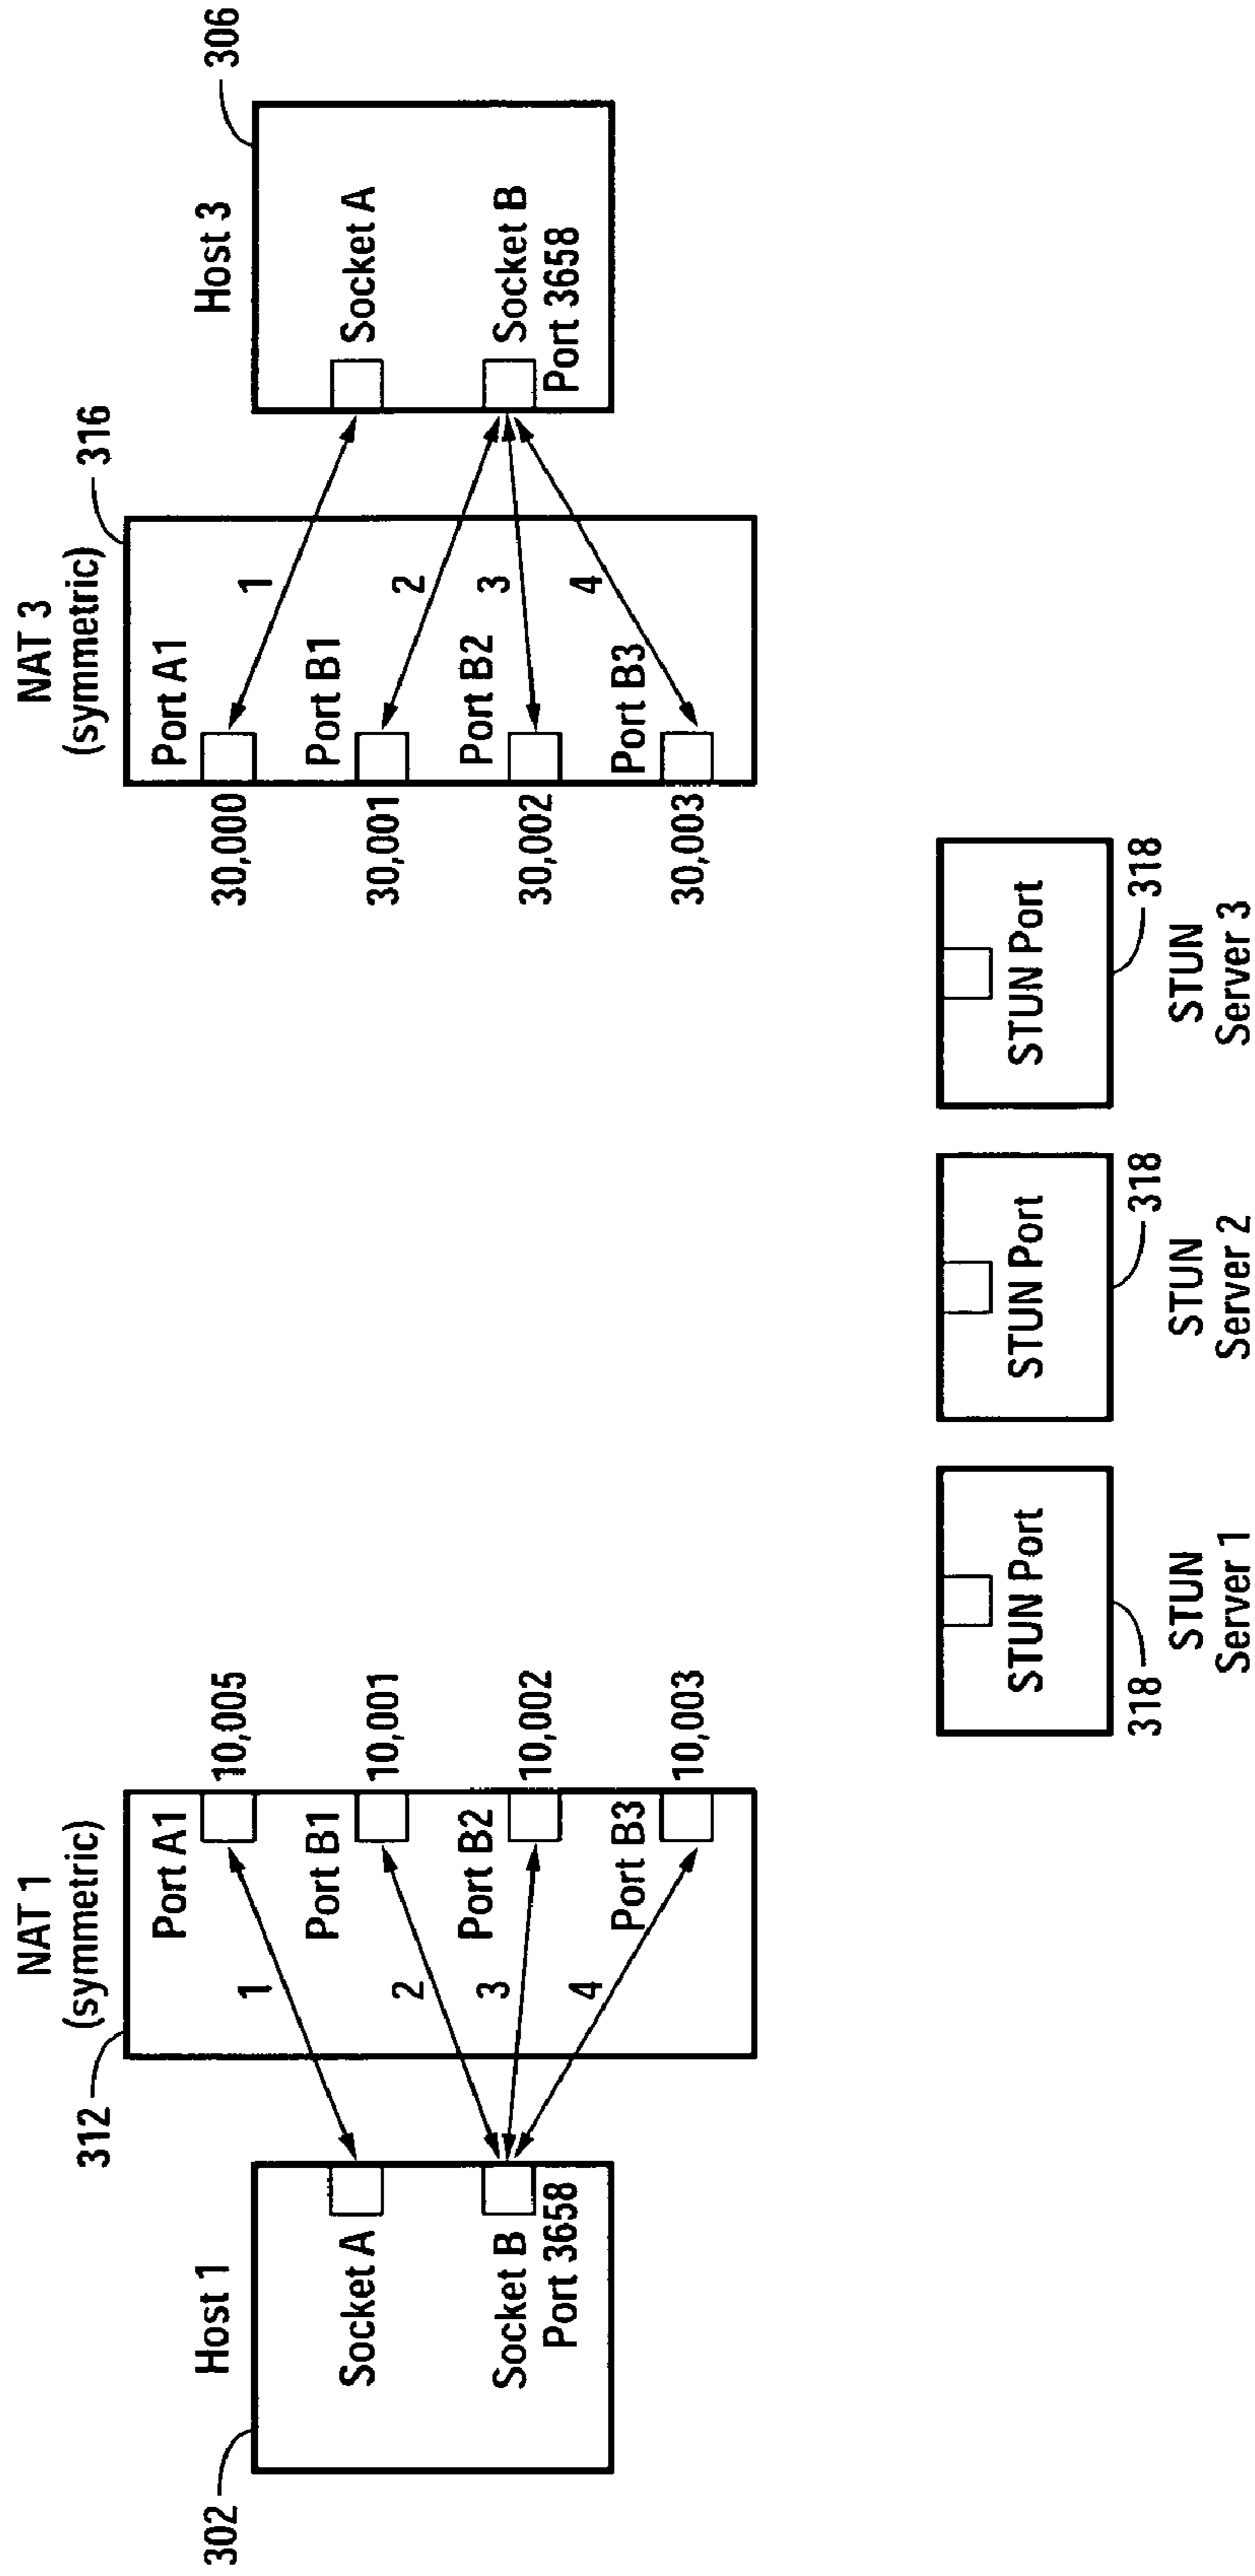 NAT 1
(symmetric)
312
302
Host 1
Socket A
Socket B
Port 3658
1
2
3
4
Port A1
10,005
Port B1
10,001
Port B2
10,002
Port B3
10,003
NAT 3
(symmetric)
316
30,000
Port A1
30,001
Port B1
30,002
Port B2
30,003
Port B3
1
2
3
4
Host 3
306
Socket A
Socket B
Port 3658
STUN Port
318
STUN
Server 1
STUN Port
318
STUN
Server 2
STUN Port
318
STUN
Server 3